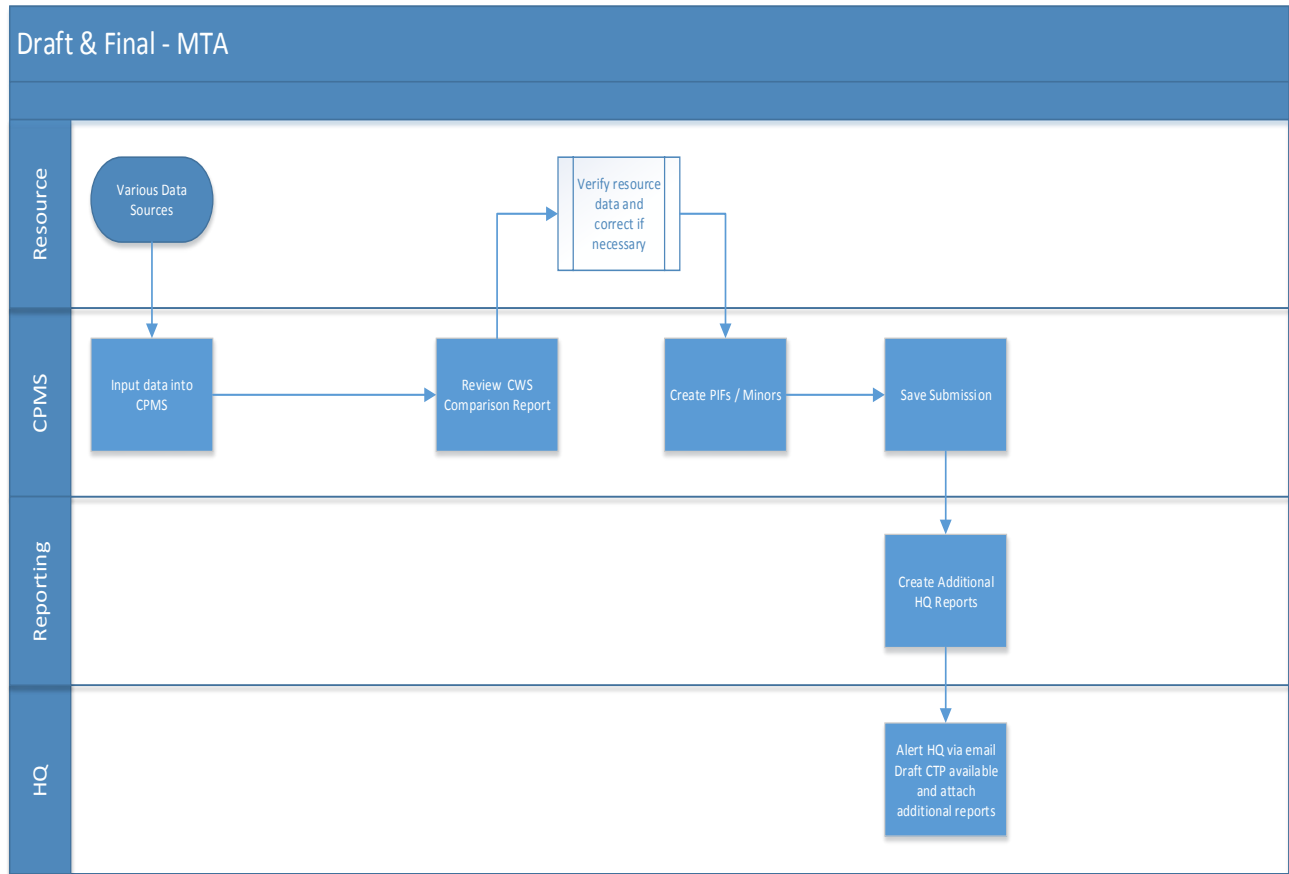 Draft & Final - MTA
Resource
Various Data
Sources
Verify resource
data and
correct if
necessary
CPMS
Input data into
CPMS
Review CWS
Comparison Report
Create PIFs / Minors
Save Submission
Reporting
Create Additional
HQ Reports
HQ
Alert HQ via email
Draft CTP available
and attach
additional reports